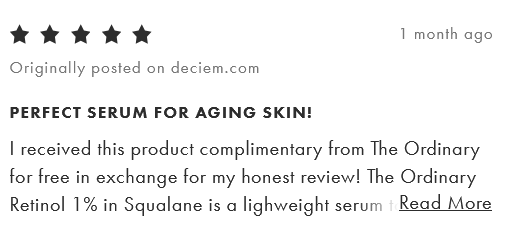 1 month ago
Originally posted on deciem.com
PERFECT SERUM FOR AGING SKIN!
I received this product complimentary from The Ordinary
for free in exchange for my honest review! The Ordinary
Retinol 1% in Squalane is a lighweight serum Read More